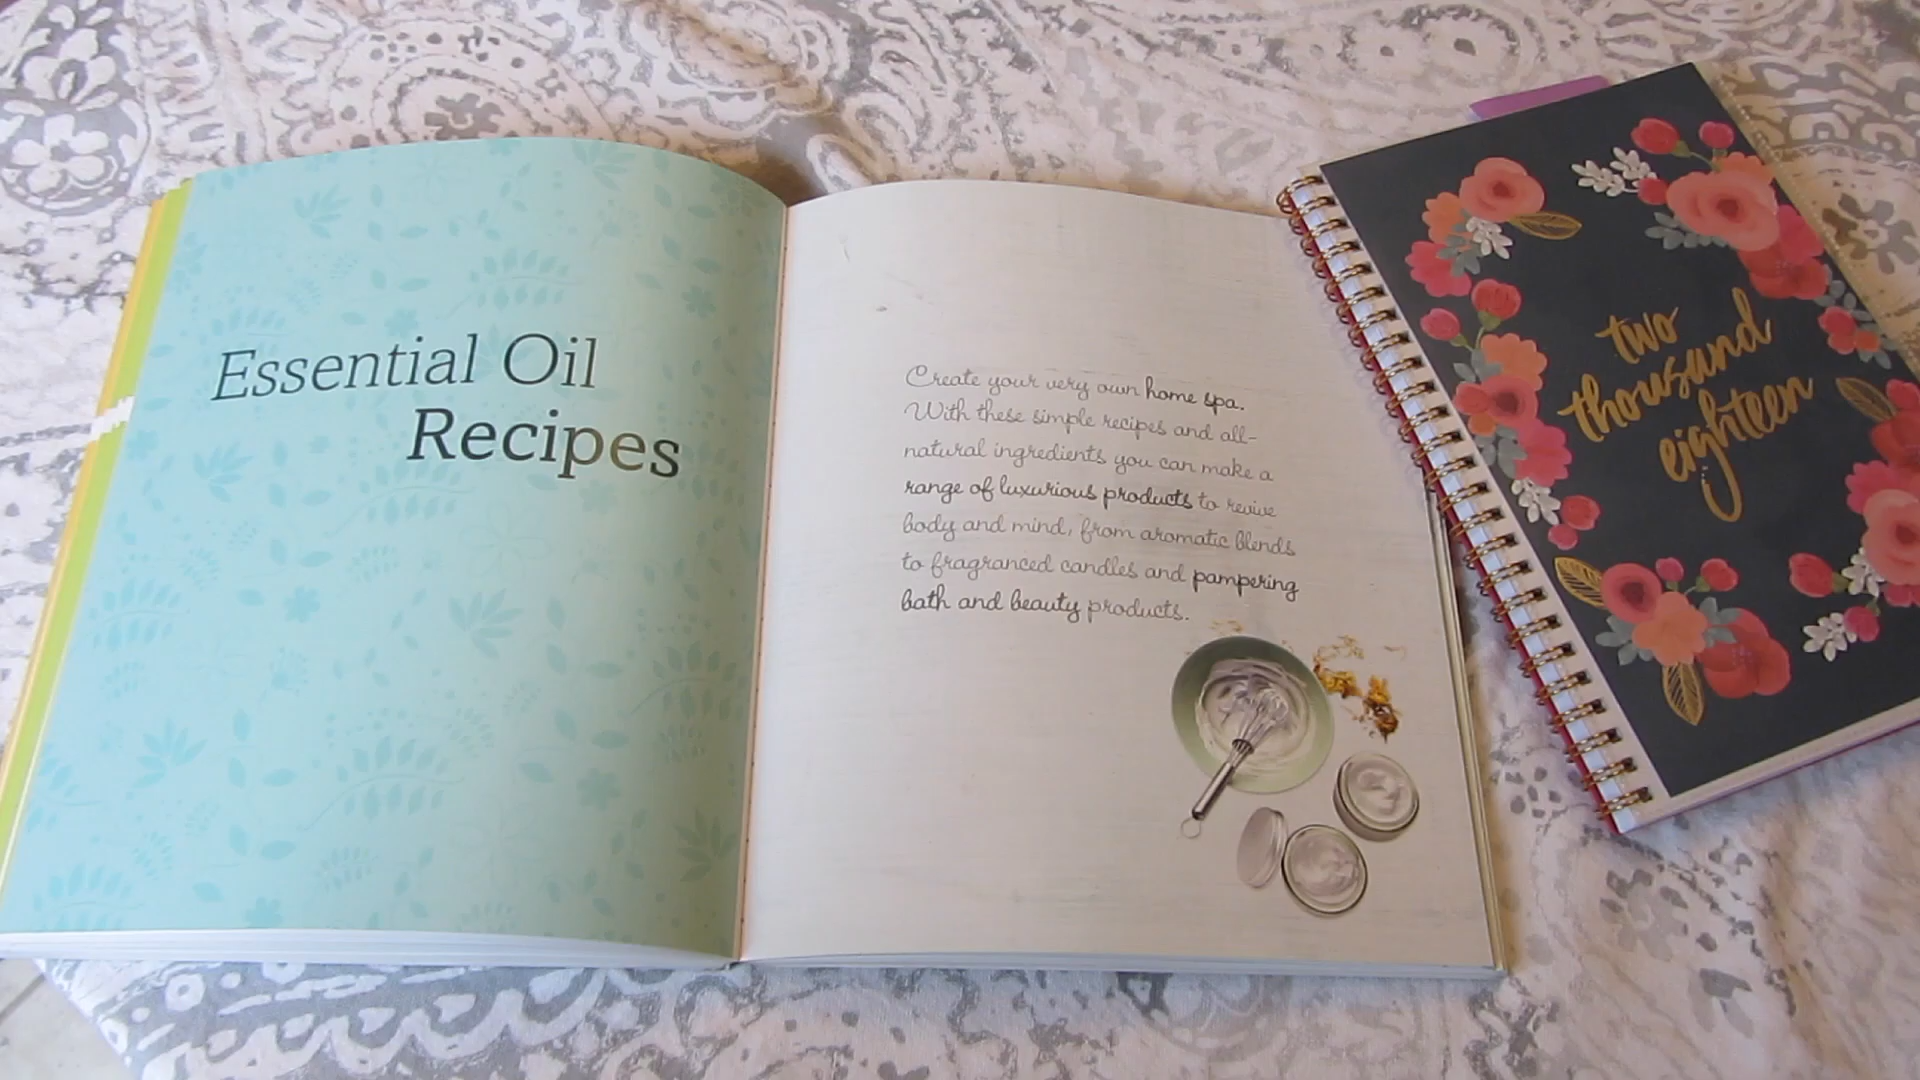 Essential Oil
Recipes
Create your very own home spa.
With these simple recipes and all-
natural ingredients you can make a
range of luxurious products to revive
body and mind, from aromatic blends
to fragranced candles and pampering
bath and beauty products.
two
thousand
eighteen